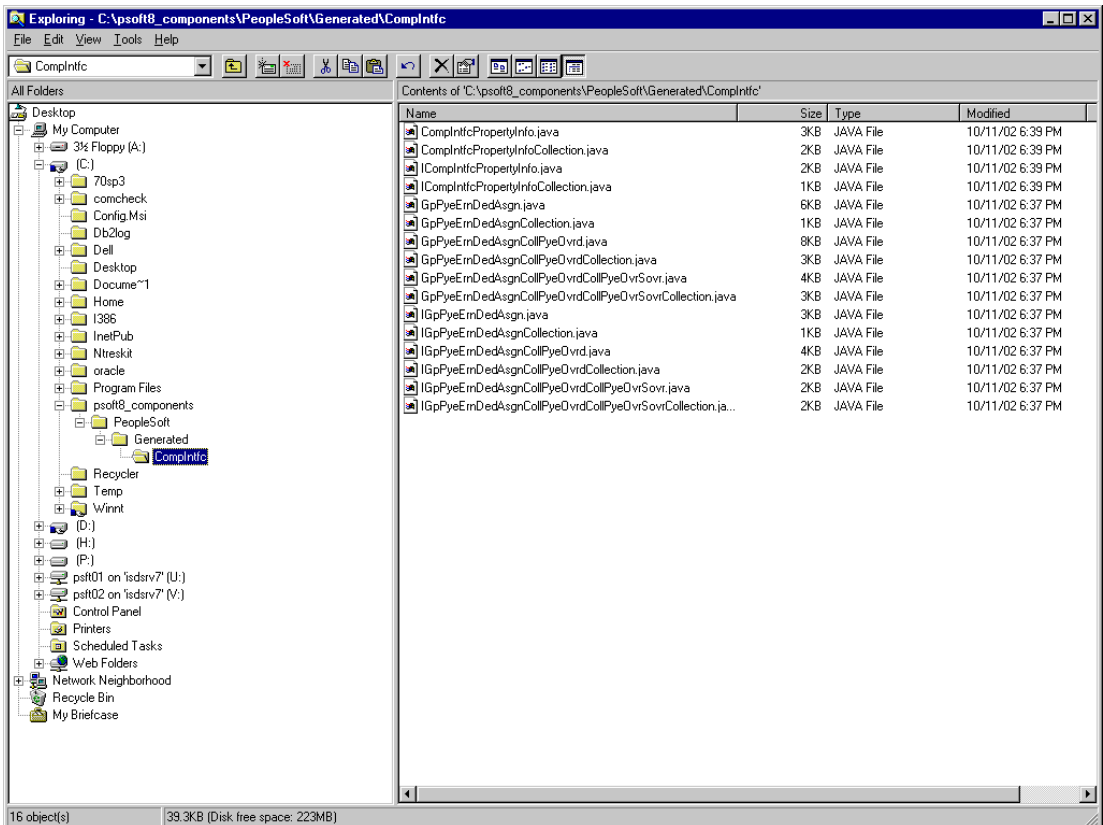 Exploring - C:\psoft8_components\PeopleSoft\Generated\CompIntfc
File Edit View Tools Help
CompIntfc
All Folders
Contents of 'C:\psoft8_components\PeopleSoft\Generated\CompIntfc'
Desktop
My Computer
3½ Floppy (A:)
(C:)
70sp3
comcheck
Config.Msi
Db2log
Dell
Desktop
Docume~1
Home
I386
InetPub
Ntreskit
oracle
Program Files
psoft8_components
PeopleSoft
Generated
CompIntfc
Recycler
Temp
Winnt
(D:)
(H:)
(P:)
psft01 on 'isdsrv7' (U:)
psft02 on 'isdsrv7' (V:)
Control Panel
Printers
Scheduled Tasks
Web Folders
Network Neighborhood
Recycle Bin
My Briefcase
Name Size Type Modified
CompIntfcPropertyInfo.java 3KB JAVA File 10/11/02 6:39 PM
CompIntfcPropertyInfoCollection.java 2KB JAVA File 10/11/02 6:39 PM
ICompIntfcPropertyInfo.java 2KB JAVA File 10/11/02 6:39 PM
ICompIntfcPropertyInfoCollection.java 1KB JAVA File 10/11/02 6:39 PM
GpPyeErnDedAsgn.java 6KB JAVA File 10/11/02 6:37 PM
GpPyeErnDedAsgnCollection.java 1KB JAVA File 10/11/02 6:37 PM
GpPyeErnDedAsgnCollPyeOvrd.java 8KB JAVA File 10/11/02 6:37 PM
GpPyeErnDedAsgnCollPyeOvrdCollection.java 3KB JAVA File 10/11/02 6:37 PM
GpPyeErnDedAsgnCollPyeOvrdCollPyeOvrSovr.java 4KB JAVA File 10/11/02 6:37 PM
GpPyeErnDedAsgnCollPyeOvrdCollPyeOvrSovrCollection.java 3KB JAVA File 10/11/02 6:37 PM
IGpPyeErnDedAsgn.java 3KB JAVA File 10/11/02 6:37 PM
IGpPyeErnDedAsgnCollection.java 1KB JAVA File 10/11/02 6:37 PM
IGpPyeErnDedAsgnCollPyeOvrd.java 4KB JAVA File 10/11/02 6:37 PM
IGpPyeErnDedAsgnCollPyeOvrdCollection.java 2KB JAVA File 10/11/02 6:37 PM
IGpPyeErnDedAsgnCollPyeOvrdCollPyeOvrSovr.java 2KB JAVA File 10/11/02 6:37 PM
IGpPyeErnDedAsgnCollPyeOvrdCollPyeOvrSovrCollection.ja... 2KB JAVA File 10/11/02 6:37 PM
16 object(s) 39.3KB (Disk free space: 223MB)